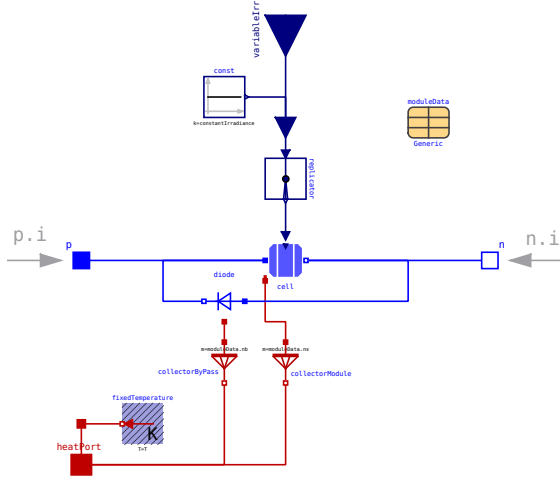 variableIrr
const
k=constantIrradiance
moduleData
Generic
replicator
p.i
p
n
n.i
diode
cell
m=moduleData.nb
m=moduleData.ns
collectorByPass
collectorModule
fixedTemperature
K
T=T
heatPort